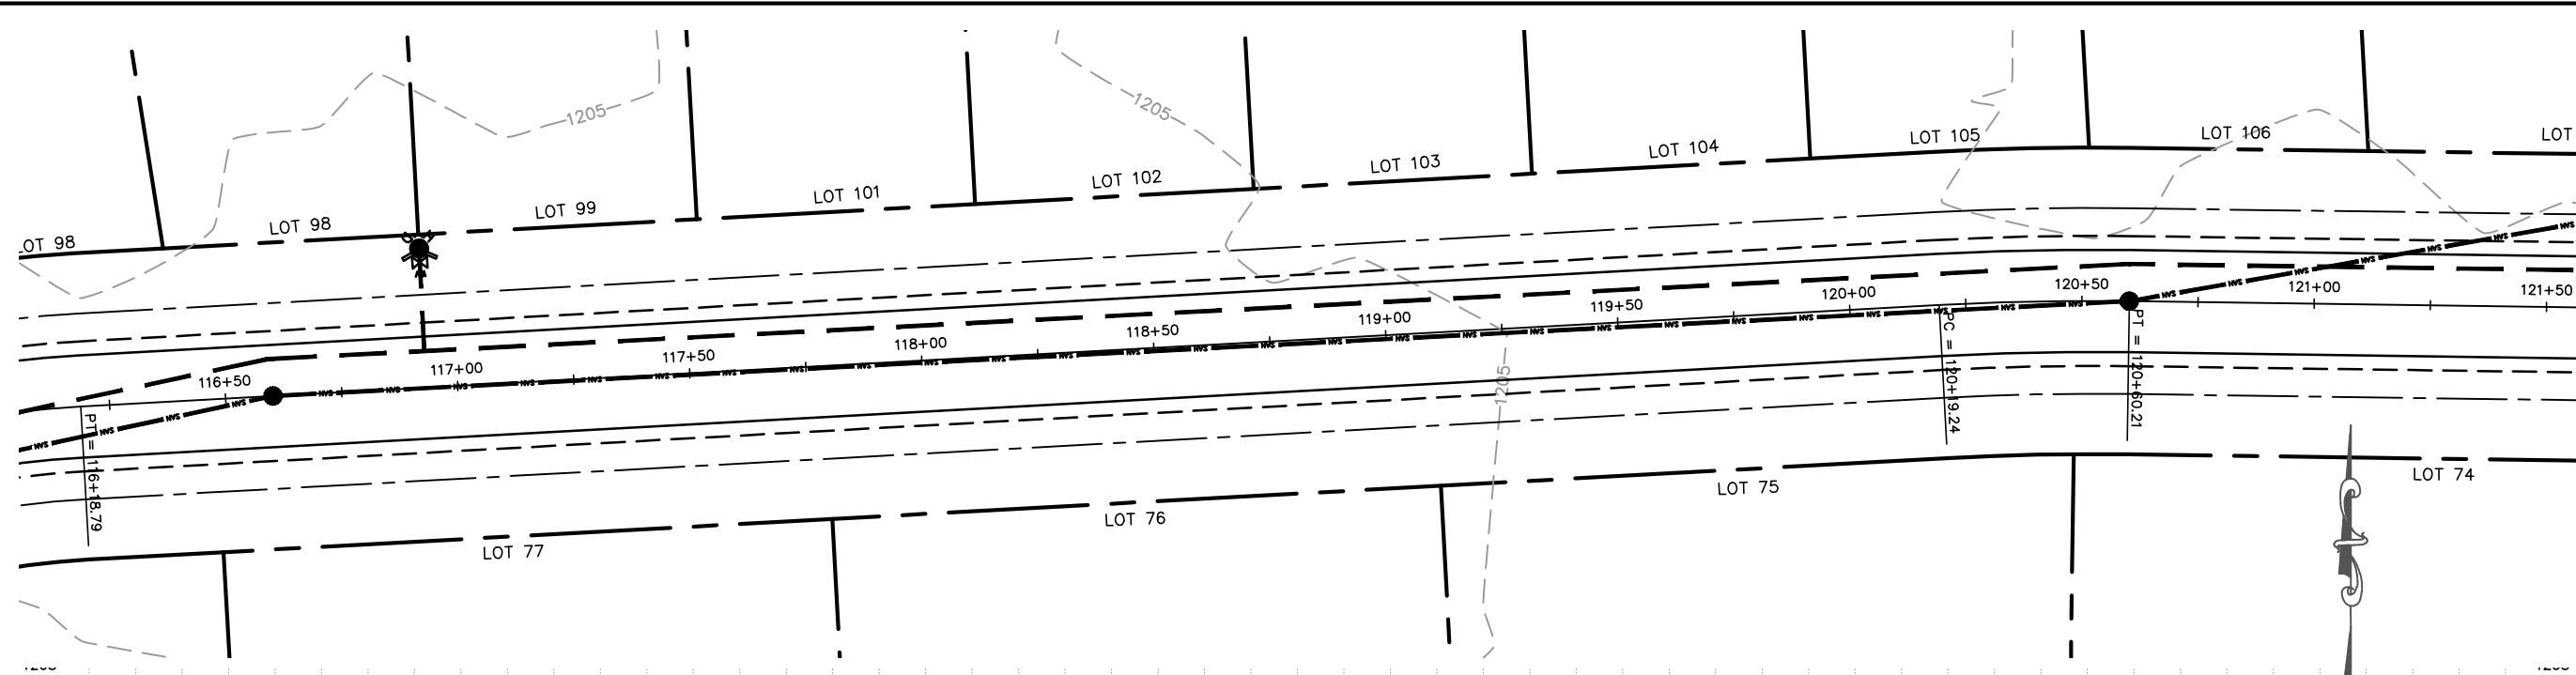 1205
1205
LOT 98
LOT 99
LOT 101
LOT 102
LOT 103
LOT 104
LOT 105
LOT 106
LOT
OT 98
116+50
117+00
117+50
118+00
118+50
119+00
119+50
120+00
120+50
121+00
121+50
SAN
PT = 116+18.79
PC = 120+19.24
PT = 120+60.21
1205
LOT 77
LOT 76
LOT 75
LOT 74